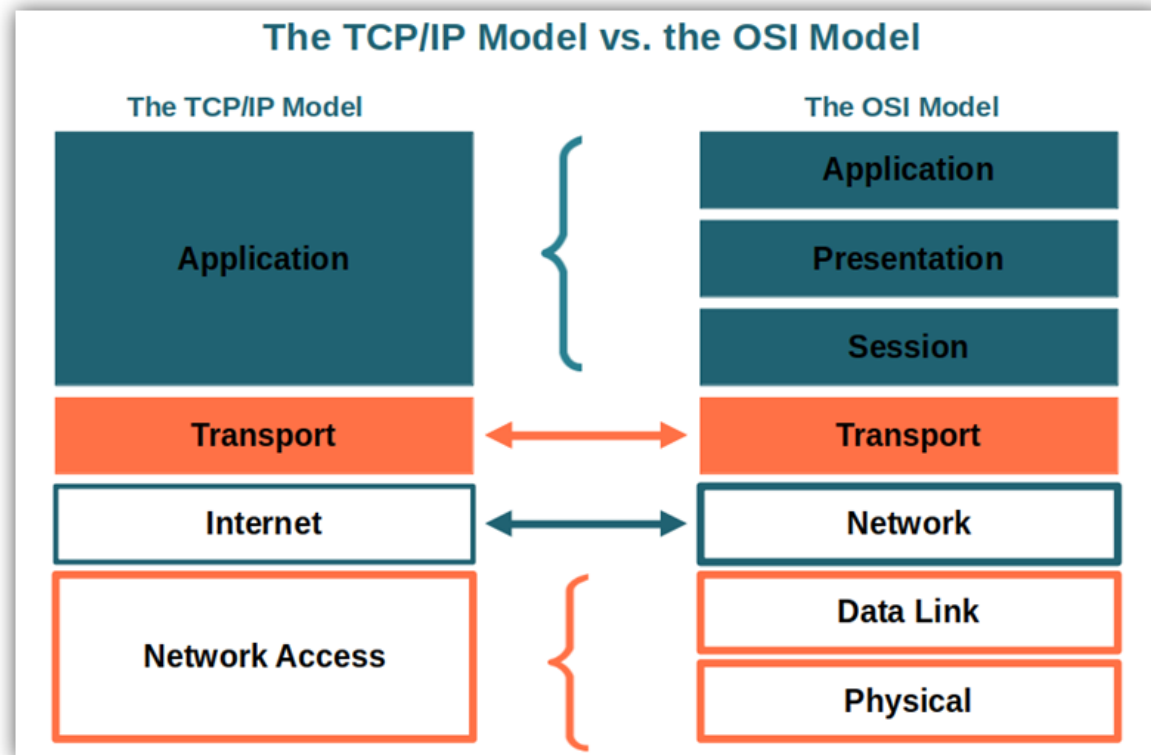 The TCP/IP Model vs. the OSI Model
The TCP/IP Model
Application
Transport
Internet
Network Access
The OSI Model
Application
Presentation
Session
Transport
Network
Data Link
Physical